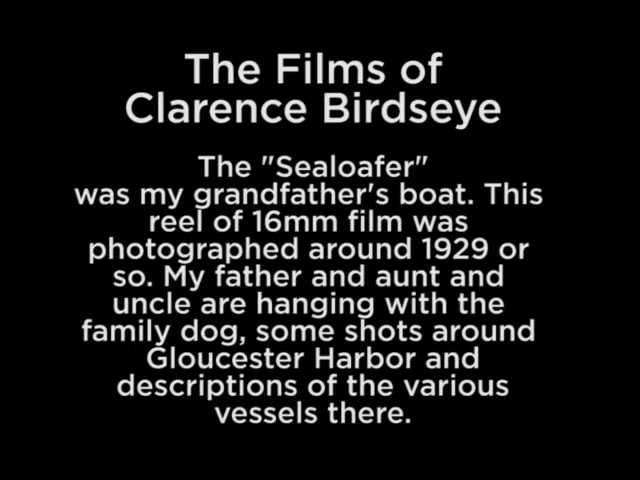 The Films of
Clarence Birdseye
The "Sealoafer"
was my grandfather's boat. This
reel of 16mm film was
photographed around 1929 or
so. My father and aunt and
uncle are hanging with the
family dog, some shots around
Gloucester Harbor and
descriptions of the various
vessels there.